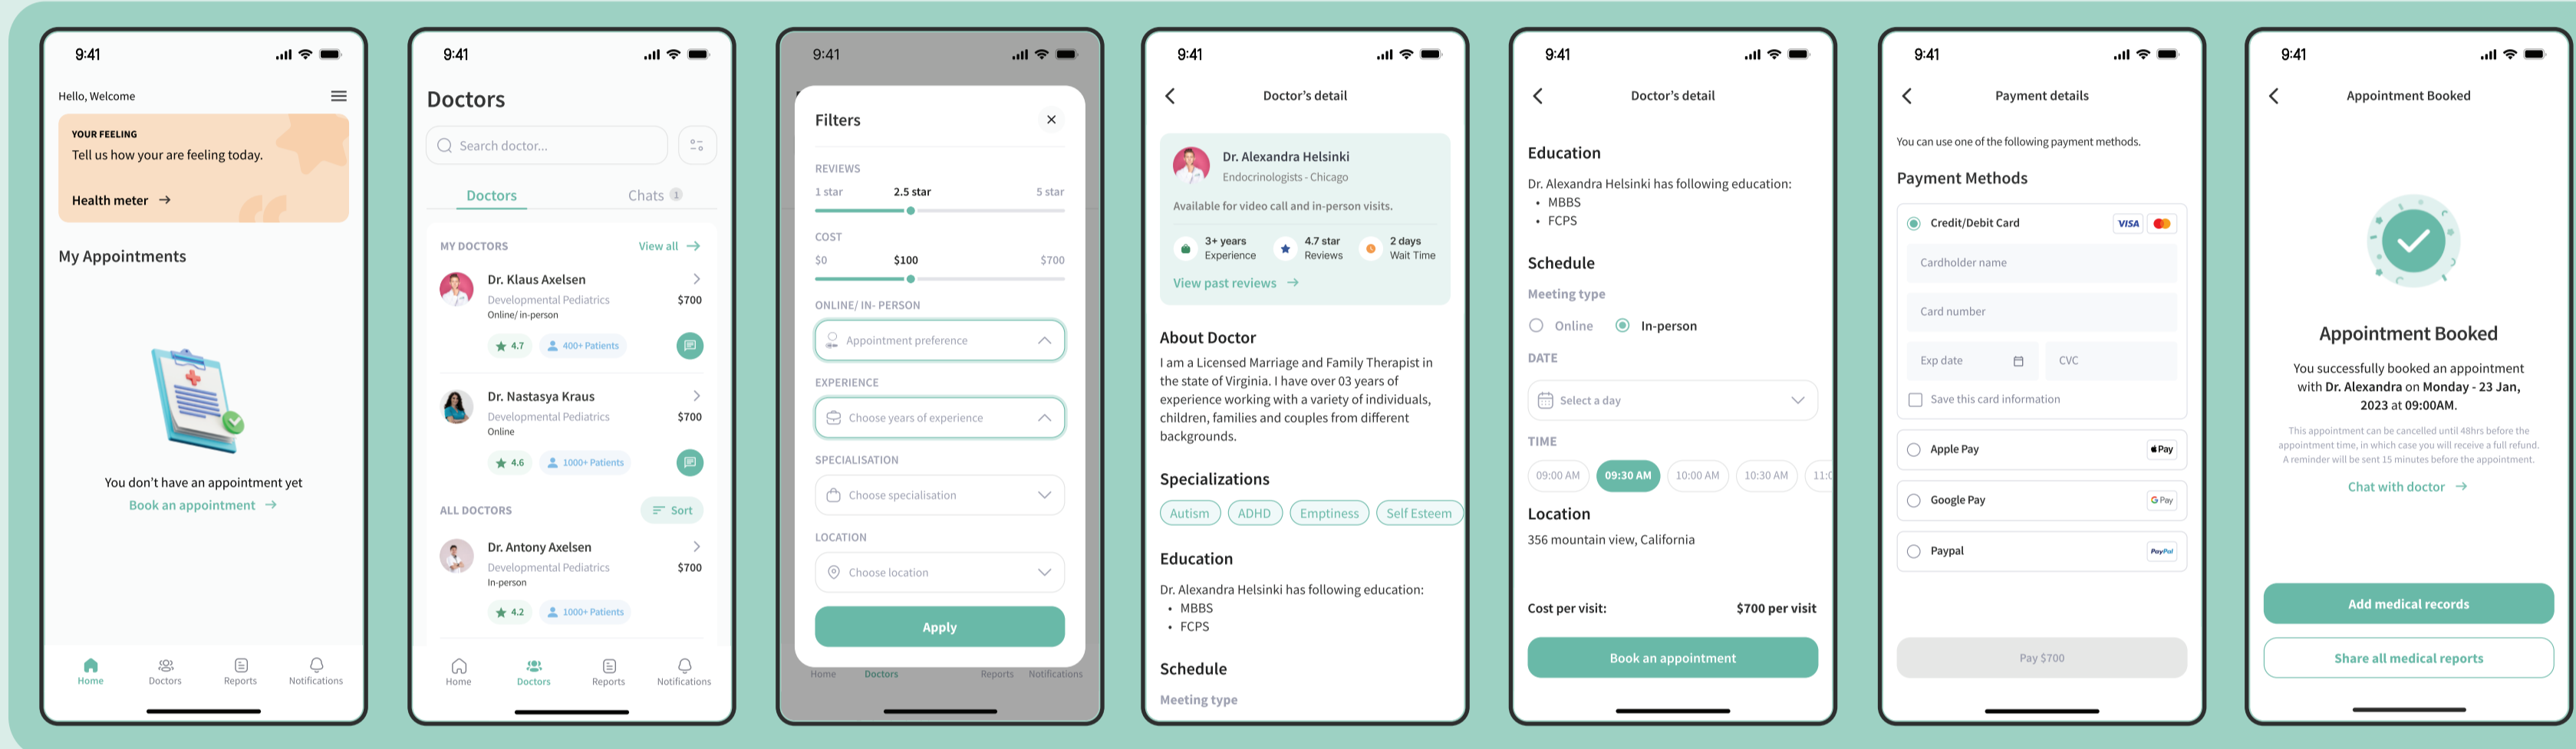 9:41
Hello, Welcome
YOUR FEELING
Tell us how your are feeling today.
Health meter
My Appointments
You don't have an appointment yet
Book an appointment
Home
Doctors
Reports
Notifications
9:41
Doctors
Search doctor...
Doctors
Chats 1
MY DOCTORS
View all
Dr. Klaus Axelsen
Developmental Pediatrics
$700
Online/ in-person
4.7
400+ Patients
Dr. Nastasya Kraus
Developmental Pediatrics
$700
Online
4.6
1000+ Patients
ALL DOCTORS
Sort
Dr. Antony Axelsen
Developmental Pediatrics
$700
In-person
4.2
1000+ Patients
Home
Doctors
Reports
Notifications
9:41
Filters
REVIEWS
1 star
2.5 star
5 star
COST
$0
$100
$700
ONLINE/ IN- PERSON
Appointment preference
EXPERIENCE
Choose years of experience
SPECIALISATION
Choose specialisation
LOCATION
Choose location
Apply
Home
Doctors
Reports
Notifications
9:41
Doctor's detail
Dr. Alexandra Helsinki
Endocrinologists - Chicago
Available for video call and in-person visits.
3+ years
Experience
4.7 star
Reviews
2 days
Wait Time
View past reviews
About Doctor
I am a Licensed Marriage and Family Therapist in
the state of Virginia. I have over 03 years of
experience working with a variety of individuals,
children, families and couples from different
backgrounds.
Specializations
Autism
ADHD
Emptiness
Self Esteem
Education
Dr. Alexandra Helsinki has following education:
• MBBS
• FCPS
Schedule
Meeting type
9:41
Doctor's detail
Education
Dr. Alexandra Helsinki has following education:
• MBBS
• FCPS
Schedule
Meeting type
Online
In-person
DATE
Select a day
TIME
09:00 AM
09:30 AM
10:00 AM
10:30 AM
11:0
Location
356 mountain view, California
Cost per visit:
$700 per visit
Book an appointment
9:41
Payment details
You can use one of the following payment methods.
Payment Methods
Credit/Debit Card
VISA
Cardholder name
Card number
Exp date
CVC
Save this card information
Apple Pay
Pay
Google Pay
G Pay
Paypal
PayPal
Pay $700
9:41
Appointment Booked
Appointment Booked
You successfully booked an appointment
with Dr. Alexandra on Monday - 23 Jan,
2023 at 09:00AM.
This appointment can be cancelled until 48hrs before the
appointment time, in which case you will receive a full refund.
A reminder will be sent 15 minutes before the appointment.
Chat with doctor
Add medical records
Share all medical reports